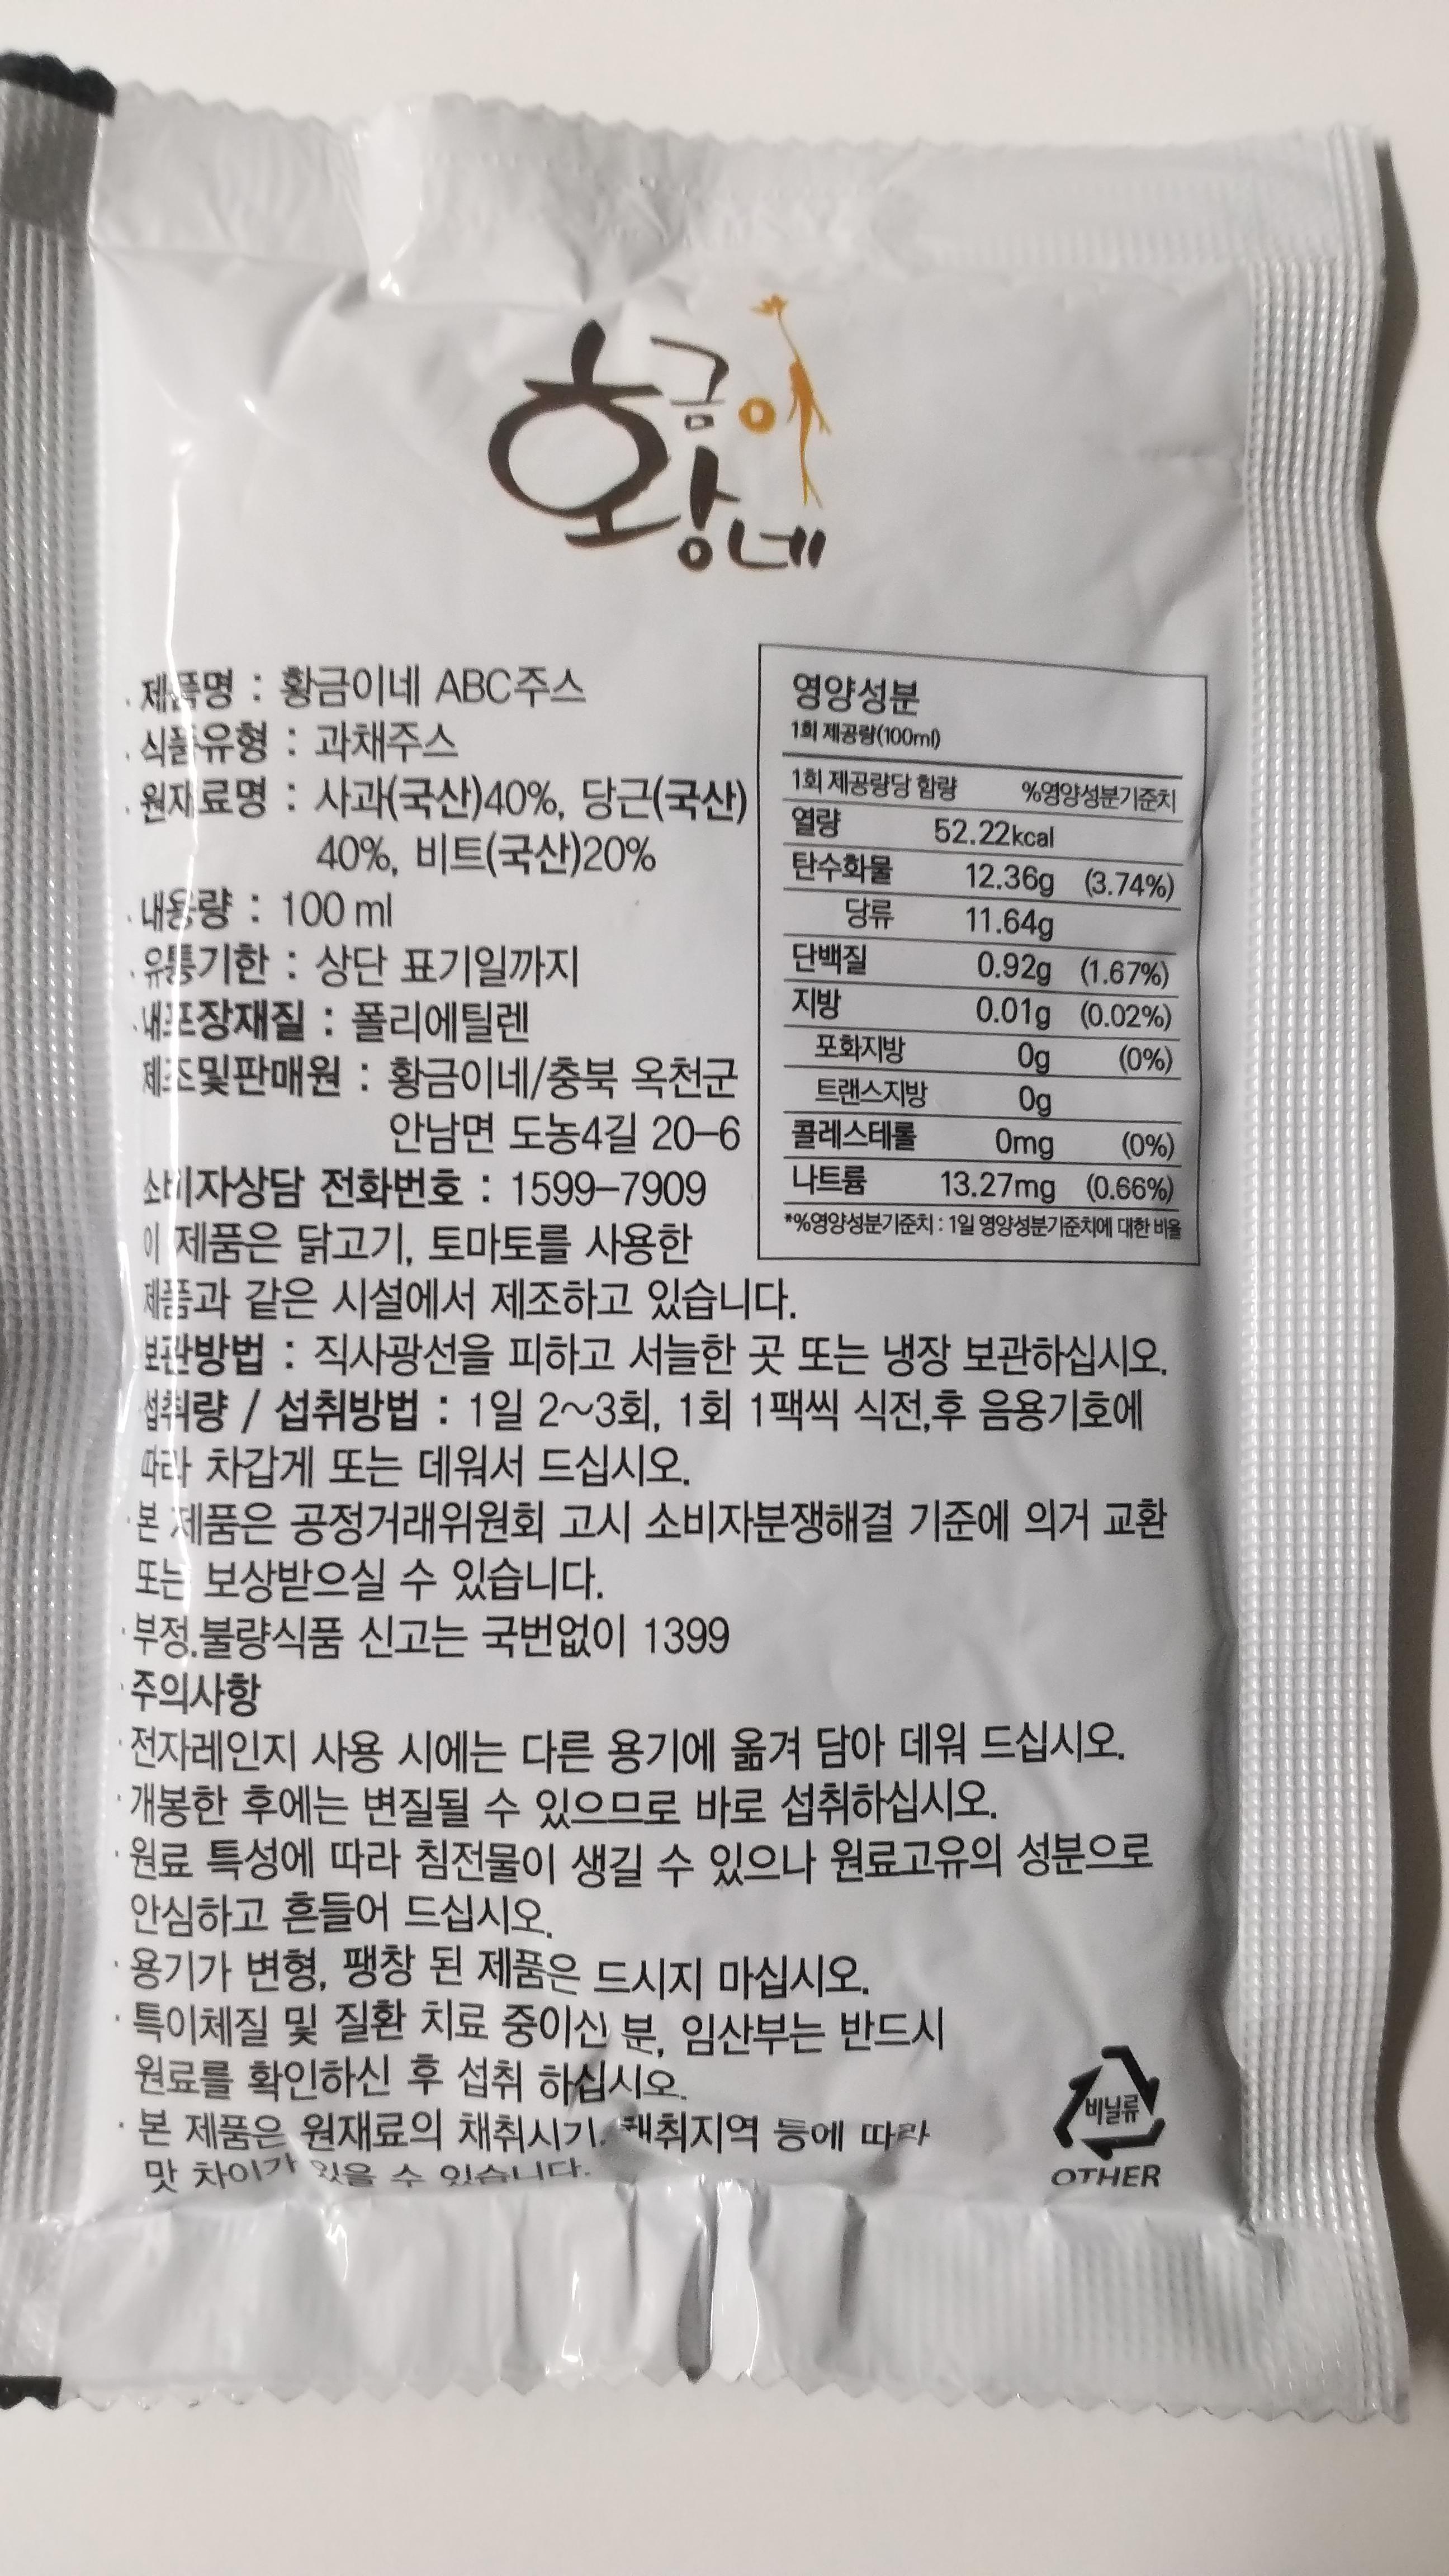 황금이네
제품명 : 황금이네 ABC주스
식품유형 : 과채주스
원재료명 : 사과(국산)40%, 당근(국산)
40%, 비트(국산)20%
내용량 : 100 ml
유통기한 : 상단 표기일까지
내포장재질 : 폴리에틸렌
제조및판매원 : 황금이네/충북 옥천군
안남면 도농4길 20-6
소비자상담 전화번호 : 1599-7909
이 제품은 닭고기, 토마토를 사용한
제품과 같은 시설에서 제조하고 있습니다.
보관방법 : 직사광선을 피하고 서늘한 곳 또는 냉장 보관하십시오.
섭취량 / 섭취방법 : 1일 2~3회, 1회 1팩씩 식전,후 음용기호에
따라 차갑게 또는 데워서 드십시오.
·본 제품은 공정거래위원회 고시 소비자분쟁해결 기준에 의거 교환
또는 보상받으실 수 있습니다.
·부정.불량식품 신고는 국번없이 1399
·주의사항
·전자레인지 사용 시에는 다른 용기에 옮겨 담아 데워 드십시오.
·개봉한 후에는 변질될 수 있으므로 바로 섭취하십시오.
·원료 특성에 따라 침전물이 생길 수 있으나 원료고유의 성분으로
안심하고 흔들어 드십시오.
·용기가 변형, 팽창 된 제품은 드시지 마십시오.
·특이체질 및 질환 치료 중이신 분, 임산부는 반드시
원료를 확인하신 후 섭취 하십시오.
·본 제품은 원재료의 채취시기, 채취지역 등에 따라
맛 차이가 있을 수 있습니다.
영양성분
1회 제공량(100ml)
1회 제공량당 함량 %영양성분기준치
열량 52.22kcal
탄수화물 12.36g (3.74%)
당류 11.64g
단백질 0.92g (1.67%)
지방 0.01g (0.02%)
포화지방 0g (0%)
트랜스지방 0g
콜레스테롤 0mg (0%)
나트륨 13.27mg (0.66%)
*%영양성분기준치 : 1일 영양성분기준치에 대한 비율
비닐류
OTHER